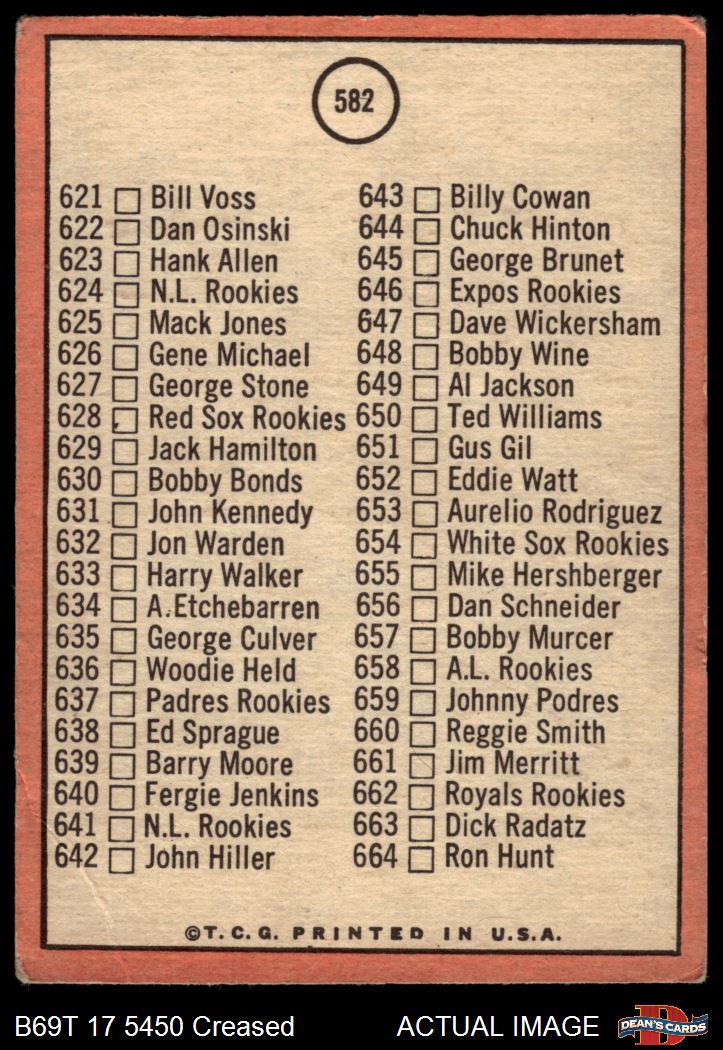 582
621 Bill Voss
622 Dan Osinski
623 Hank Allen
624 N.L. Rookies
625 Mack Jones
626 Gene Michael
627 George Stone
628 Red Sox Rookies
629 Jack Hamilton
630 Bobby Bonds
631 John Kennedy
632 Jon Warden
633 Harry Walker
634 A. Etchebarren
635 George Culver
636 Woodie Held
637 Padres Rookies
638 Ed Sprague
639 Barry Moore
640 Fergie Jenkins
641 N.L. Rookies
642 John Hiller
643 Billy Cowan
644 Chuck Hinton
645 George Brunet
646 Expos Rookies
647 Dave Wickersham
648 Bobby Wine
649 Al Jackson
650 Ted Williams
651 Gus Gil
652 Eddie Watt
653 Aurelio Rodriguez
654 White Sox Rookies
655 Mike Hershberger
656 Dan Schneider
657 Bobby Murcer
658 A.L. Rookies
659 Johnny Podres
660 Reggie Smith
661 Jim Merritt
662 Royals Rookies
663 Dick Radatz
664 Ron Hunt
©T.C.G. PRINTED IN U.S.A.
B69T 17 5450 Creased
ACTUAL IMAGE
D
DEAN'S CARDS